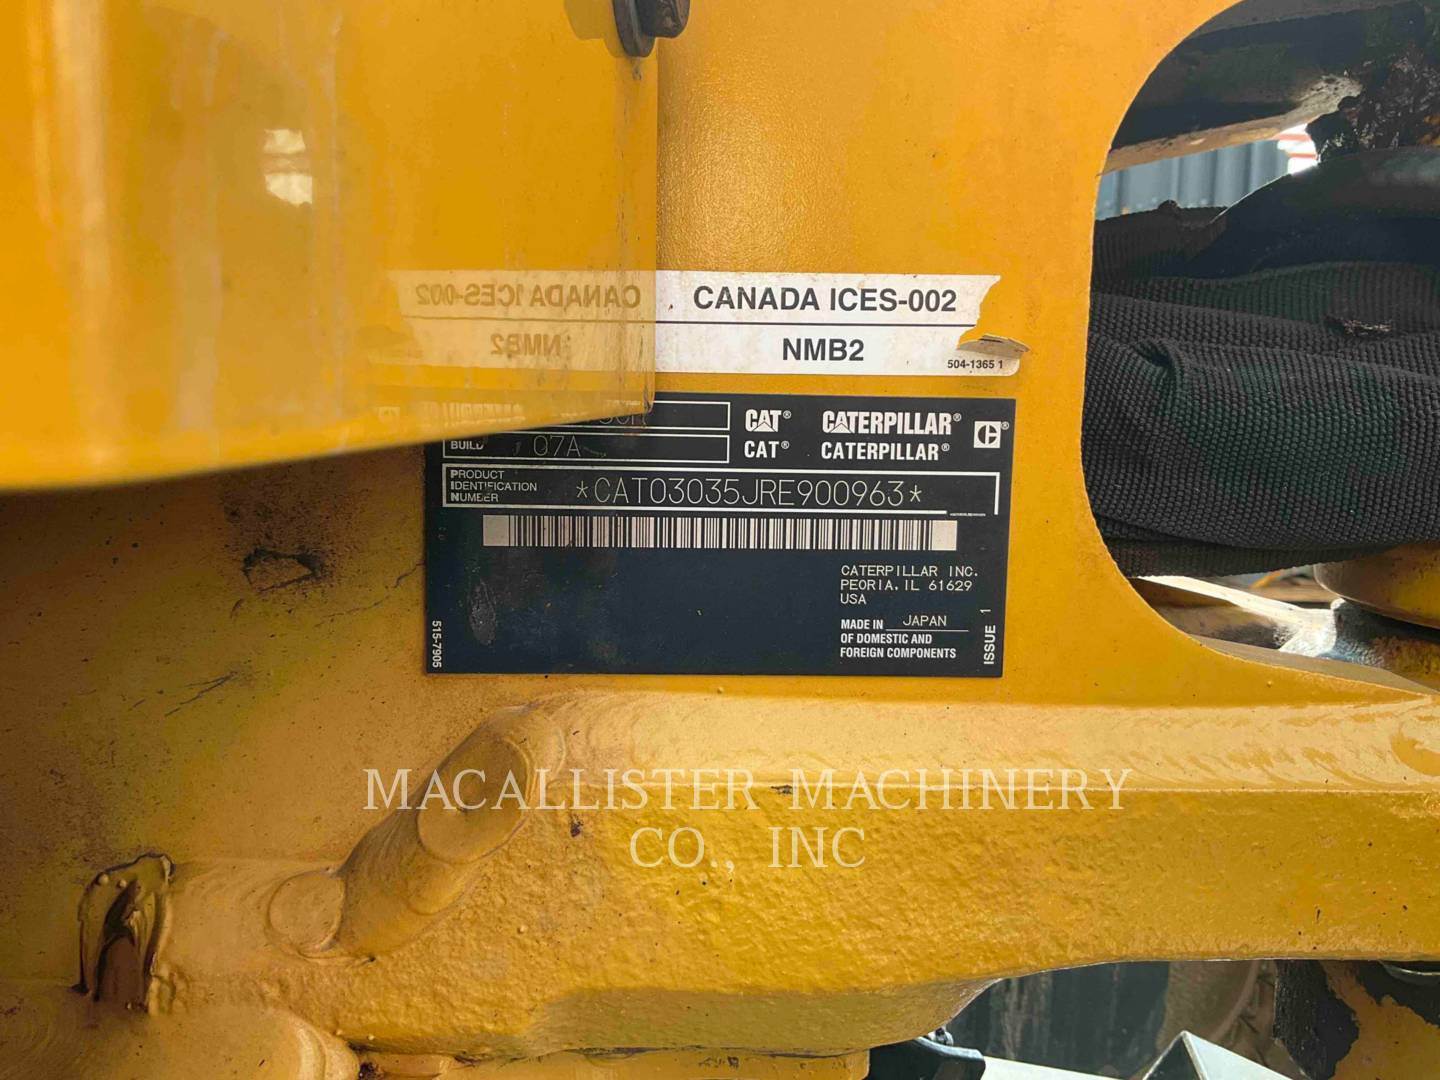 CANADA ICES-002
NMB2
504-1365 1
CAT® CATERPILLAR®
BUILD 07A CAT® CATERPILLAR®
PRODUCT
IDENTIFICATION
NUMBER
*CAT03035JRE900963*
CATERPILLAR INC.
PEORIA, IL 61629
USA
MADE IN JAPAN
OF DOMESTIC AND
FOREIGN COMPONENTS
515-7905
ISSUE 1
MACALLISTER MACHINERY
CO., INC